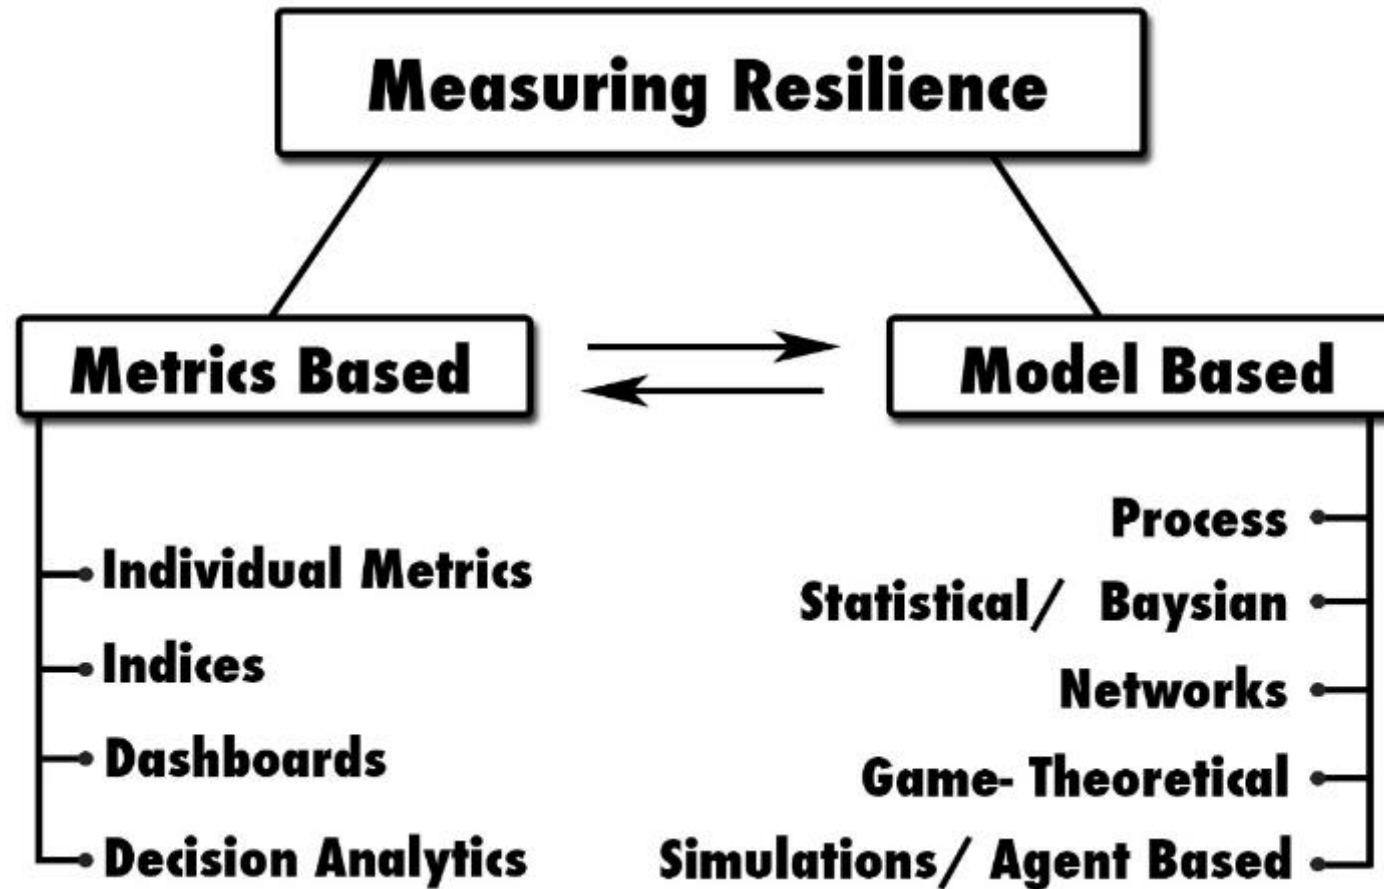 Measuring Resilience
Metrics Based
Model Based
Individual Metrics
Indices
Dashboards
Decision Analytics
Process
Statistical/ Baysian
Networks
Game- Theoretical
Simulations/ Agent Based